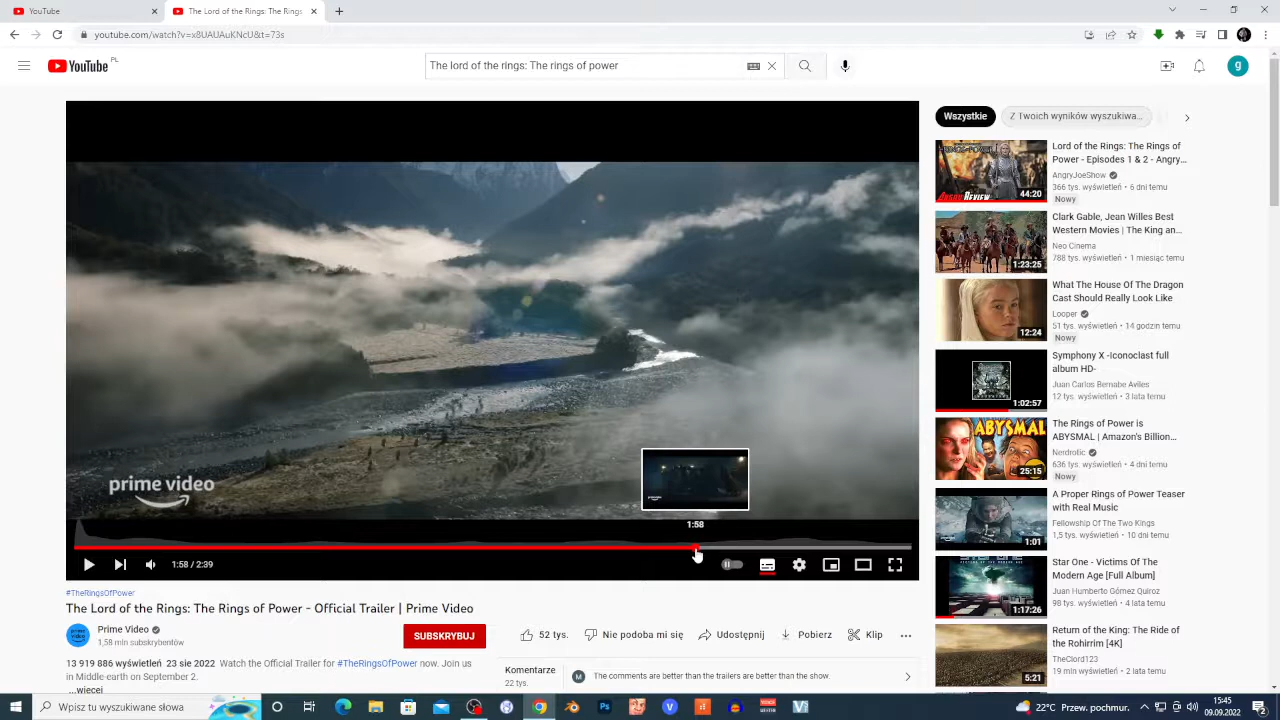 YouTube
The Lord of the Rings: The Rings
youtube.com/watch?v=x8UAUAuKNcU&t=73s
YouTube PL
The lord of the rings: The rings of power
g
Wszystkie
Z Twoich wyników wyszukiwa...
prime video
1:58
1:58 / 2:39
#TheRingsOfPower
The Lord of the Rings: The Rings of Power - Official Trailer | Prime Video
Prime Video
1,58 mln subskrybentów
SUBSKRYBUJ
52 tys.
Nie podoba mi się
Udostępnij
Pobierz
Klip
13 919 886 wyświetleń 23 sie 2022 Watch the Official Trailer for #TheRingsOfPower now. Join us
in Middle-earth on September 2.
...więcej
Komentarze
22 tys.
M
The comments are better than the trailers are better than the show.
ANGRY REVIEW
44:20
Lord of the Rings: The Rings of
Power - Episodes 1 & 2 - Angry...
AngryJoeShow
366 tys. wyświetleń • 6 dni temu
Nowy
1:23:25
Clark Gable, Jean Willes Best
Western Movies | The King an...
Neo Cinema
788 tys. wyświetleń • 1 miesiąc temu
12:24
What The House Of The Dragon
Cast Should Really Look Like
Looper
51 tys. wyświetleń • 14 godzin temu
Nowy
1:02:57
Symphony X -Iconoclast full
album HD-
Juan Carlos Bernabe Aviles
12 tys. wyświetleń • 3 lata temu
ABYSMAL
25:15
The Rings of Power is
ABYSMAL | Amazon's Billion...
Nerdrotic
636 tys. wyświetleń • 4 dni temu
Nowy
1:01
A Proper Rings of Power Teaser
with Real Music
Fellowship Of The Two Kings
1,5 tys. wyświetleń • 10 dni temu
1:17:26
Star One - Victims Of The
Modern Age [Full Album]
Juan Humberto Gómez Quiroz
98 tys. wyświetleń • 4 lata temu
5:21
Return of the King: The Ride of
the Rohirrim [4K]
TheClord123
19 mln wyświetleń • 2 lata temu
Wisz tu wyszukiwane słowa
22°C
15:45
09.09.2022